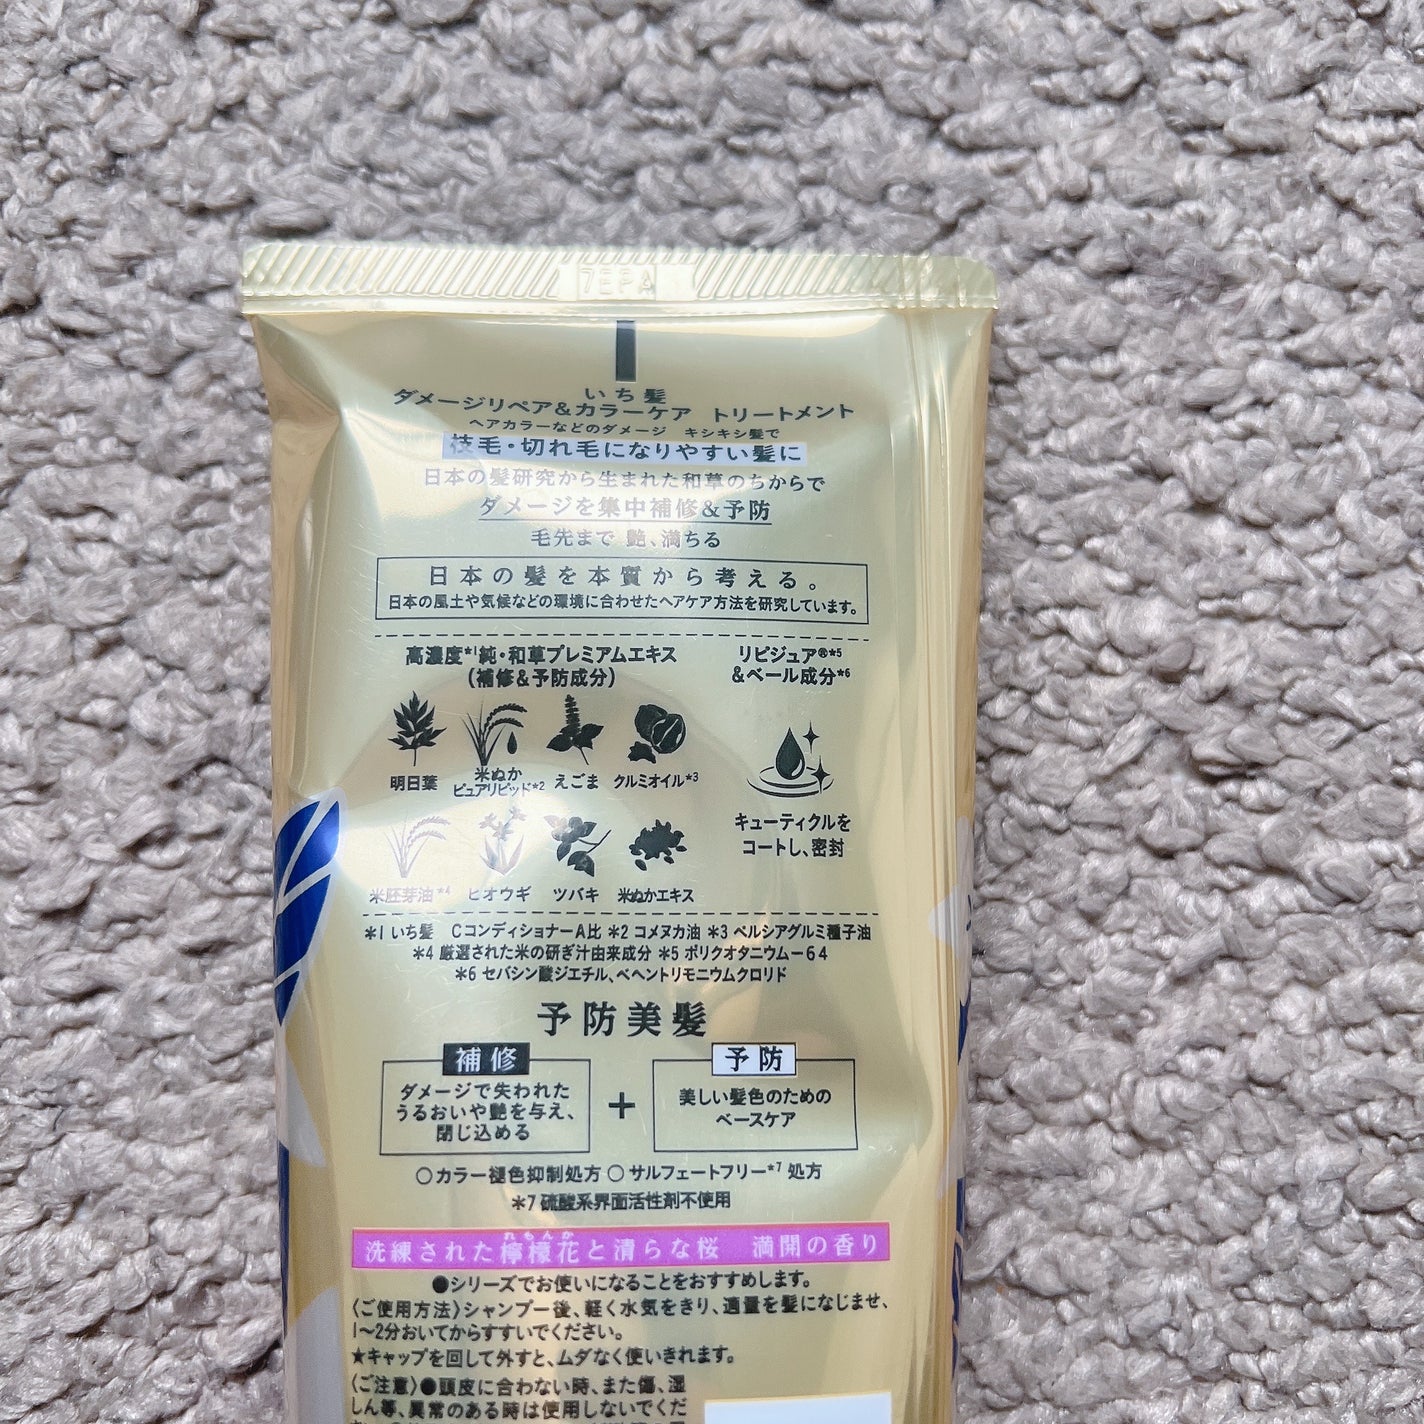 7EPA
いち髪
ダメージリペア&カラーケア トリートメント
ヘアカラーなどのダメージ キシキシ髪で
枝毛・切れ毛になりやすい髪に
日本の髪研究から生まれた和草のちからで
ダメージを集中補修&予防
毛先まで 艶、満ちる
日本の髪を本質から考える。
日本の風土や気候などの環境に合わせたヘアケア方法を研究しています。
高濃度*1純・和草プレミアムエキス
(補修&予防成分)
リピジュア®*5
&ベール成分*6
明日葉
米ぬか
ピュアリピッド*2
えごま
クルミオイル*3
米胚芽油*4
ヒオウギ
ツバキ
米ぬかエキス
キューティクルを
コートし、密封
*1 いち髪 CコンディショナーA比 *2 コメヌカ油 *3 ペルシアグルミ種子油
*4 厳選された米の研ぎ汁由来成分 *5 ポリクオタニウムー64
*6 セバシン酸ジエチル、ベヘントリモニウムクロリド
予防美髪
補修
ダメージで失われた
うるおいや艶を与え、
閉じ込める
+
予防
美しい髪色のための
ベースケア
○カラー褪色抑制処方 ○サルフェートフリー*7 処方
*7 硫酸系界面活性剤不使用
れもんか
洗練された檸檬花と清らな桜 満開の香り
●シリーズでお使いになることをおすすめします。
〈ご使用方法〉シャンプー後、軽く水気をきり、適量を髪になじませ、
1〜2分おいてからすすいでください。
★キャップを回して外すと、ムダなく使いきれます。
〈ご注意〉●頭皮に合わない時、また傷、湿
しん等、異常のある時は使用しないでくだ